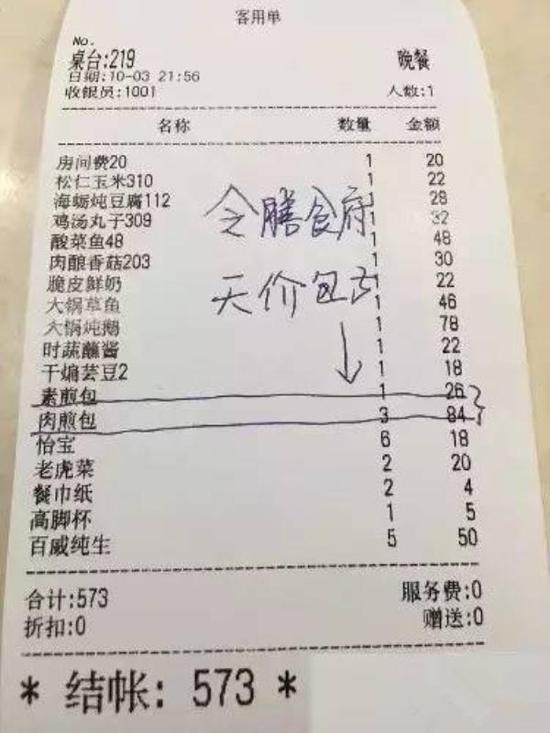 客用单
No.
桌台:219 晚餐
日期:10-03 21:56
收银员:1001 人数:1
名称 数量 金额
房间费20 1 20
松仁玉米310 1 22
海蛎炖豆腐112 1 28
鸡汤丸子309 1 32
酸菜鱼48 1 48
肉酿香菇203 1 30
脆皮鲜奶 1 22
大锅草鱼 1 46
大锅炖鹅 1 78
时蔬蘸酱 1 22
干煸芸豆2 1 18
素煎包 1 26
肉煎包 3 84
怡宝 6 18
老虎菜 2 20
餐巾纸 2 4
高脚杯 1 5
百威纯生 5 50
膳食府
天价包
合计:573 服务费:0
折扣:0 赠送:0
* 结帐: 573 *